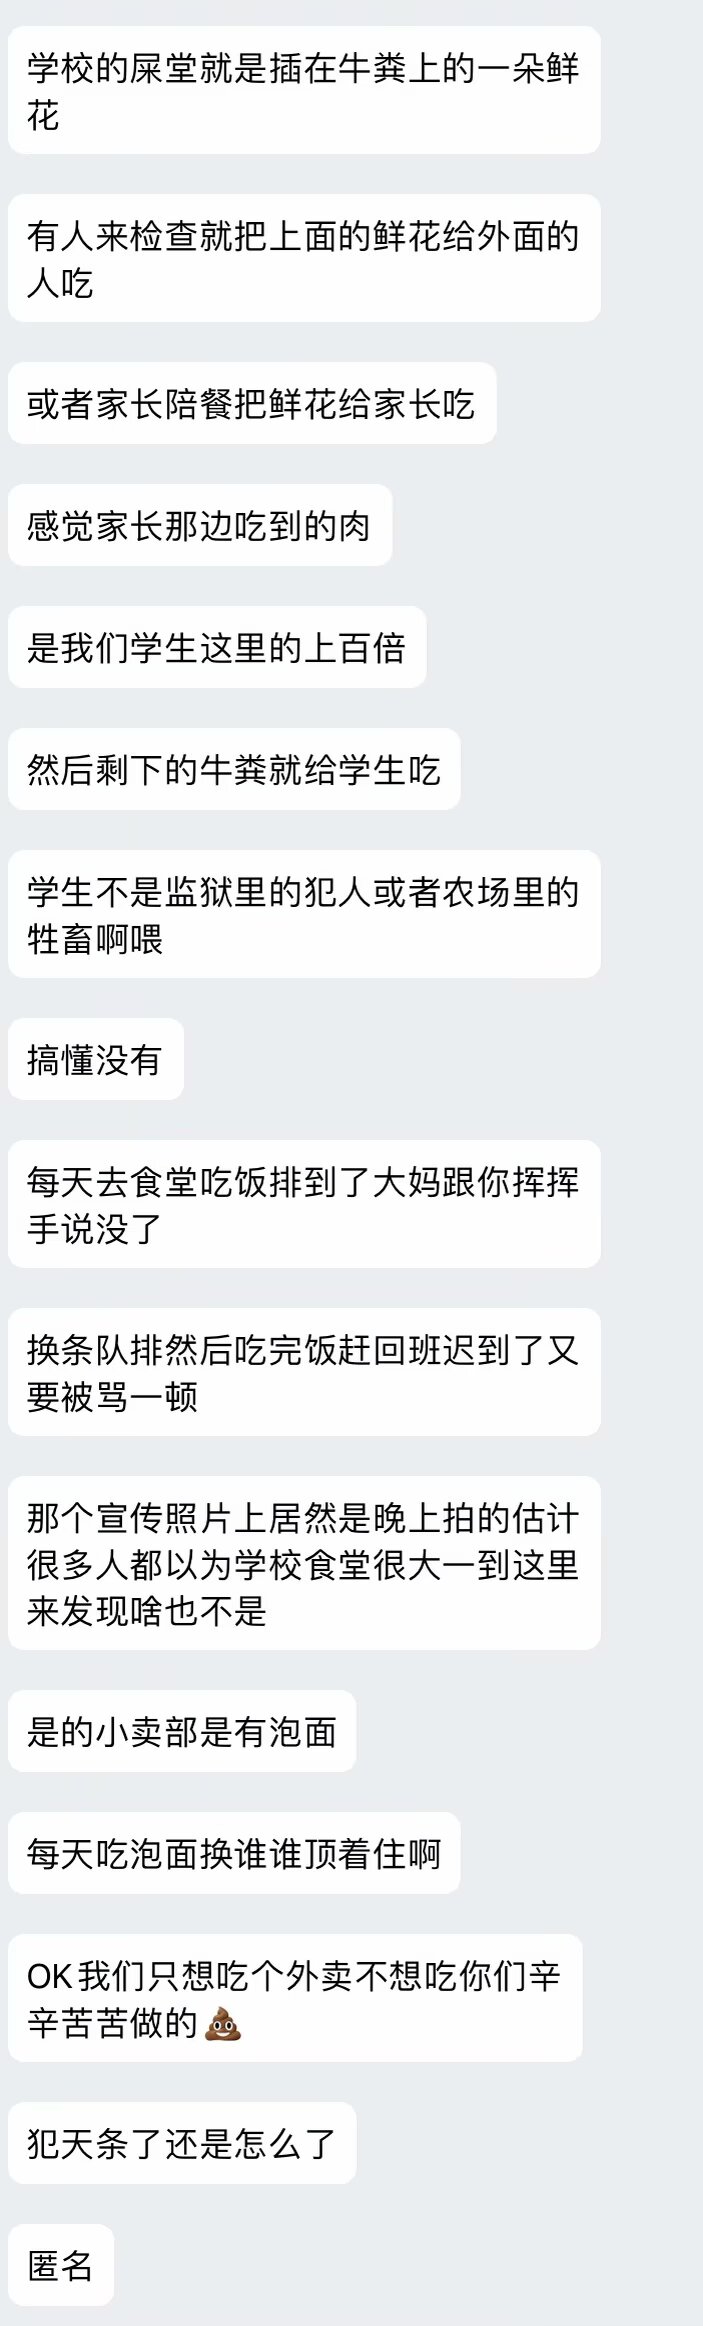 学校的屎堂就是插在牛粪上的一朵鲜
花
有人来检查就把上面的鲜花给外面的
人吃
或者家长陪餐把鲜花给家长吃
感觉家长那边吃到的肉
是我们学生这里的上百倍
然后剩下的牛粪就给学生吃
学生不是监狱里的犯人或者农场里的
牲畜啊喂
搞懂没有
每天去食堂吃饭排到了大妈跟你挥挥
手说没了
换条队排然后吃完饭赶回班迟到了又
要被骂一顿
那个宣传照片上居然是晚上拍的估计
很多人都以为学校食堂很大一到这里
来发现啥也不是
是的小卖部是有泡面
每天吃泡面换谁谁顶着住啊
OK我们只想吃个外卖不想吃你们辛
辛苦苦做的💩
犯天条了还是怎么了
匿名